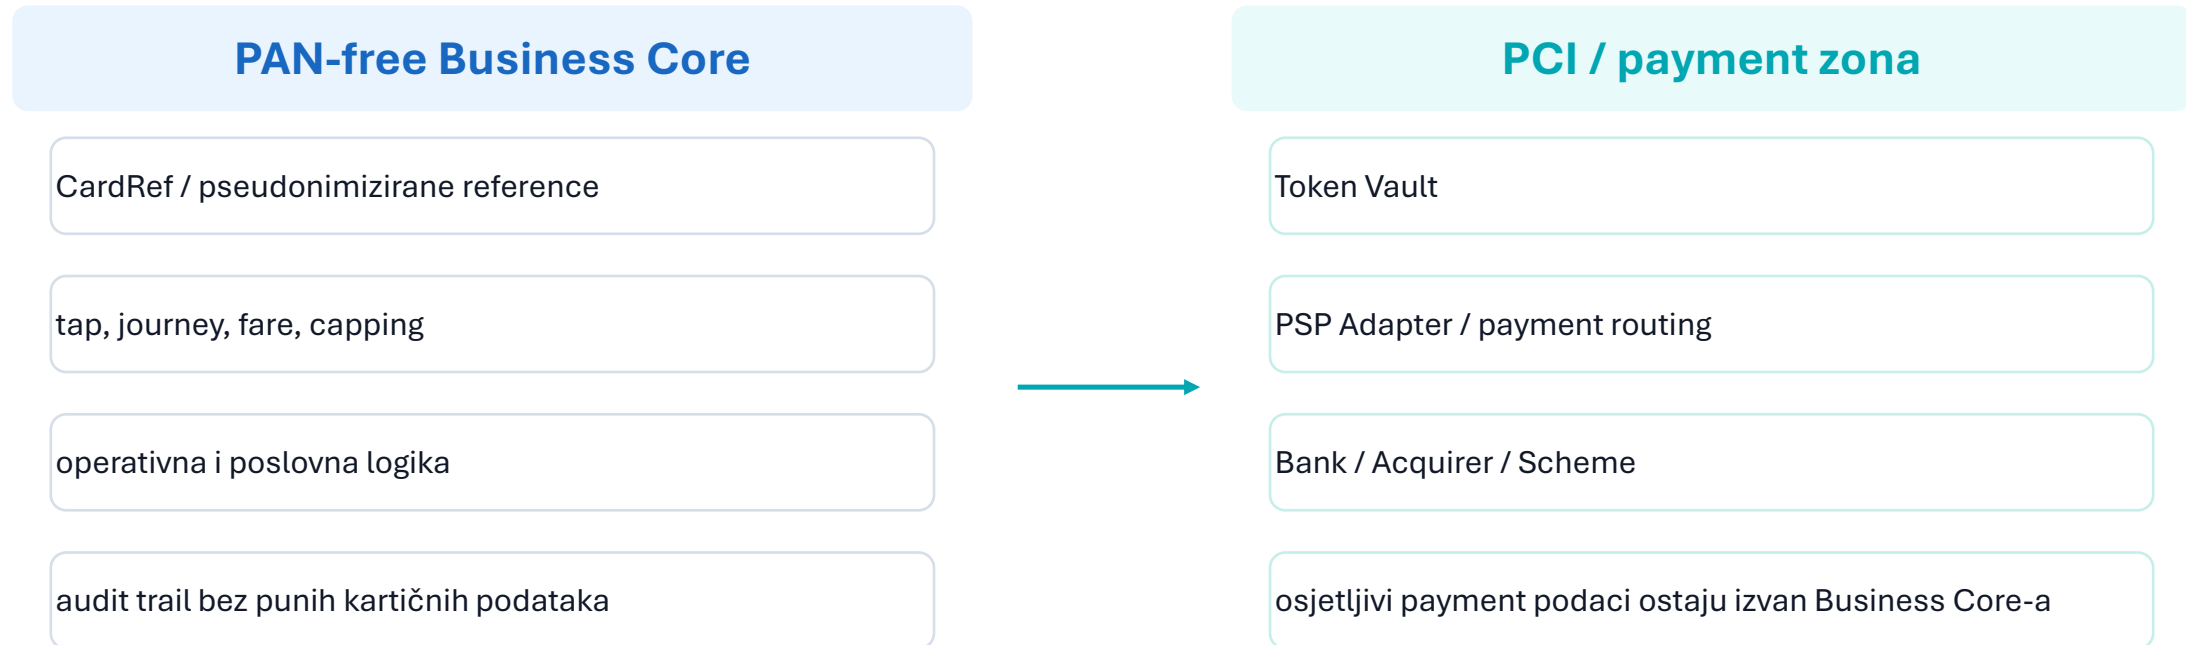 PAN-free Business Core
CardRef / pseudonimizirane reference
tap, journey, fare, capping
operativna i poslovna logika
audit trail bez punih kartičnih podataka
PCI / payment zona
Token Vault
PSP Adapter / payment routing
Bank / Acquirer / Scheme
osjetljivi payment podaci ostaju izvan Business Core-a